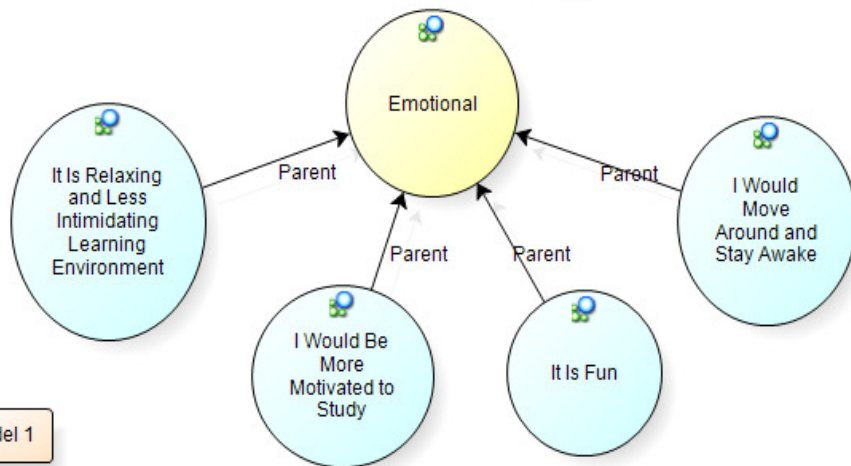 Emotional
It Is Relaxing
and Less
Intimidating
Learning
Environment
Parent
Parent
Parent
Parent
I Would
Move
Around and
Stay Awake
I Would Be
More
Motivated to
Study
It Is Fun
1